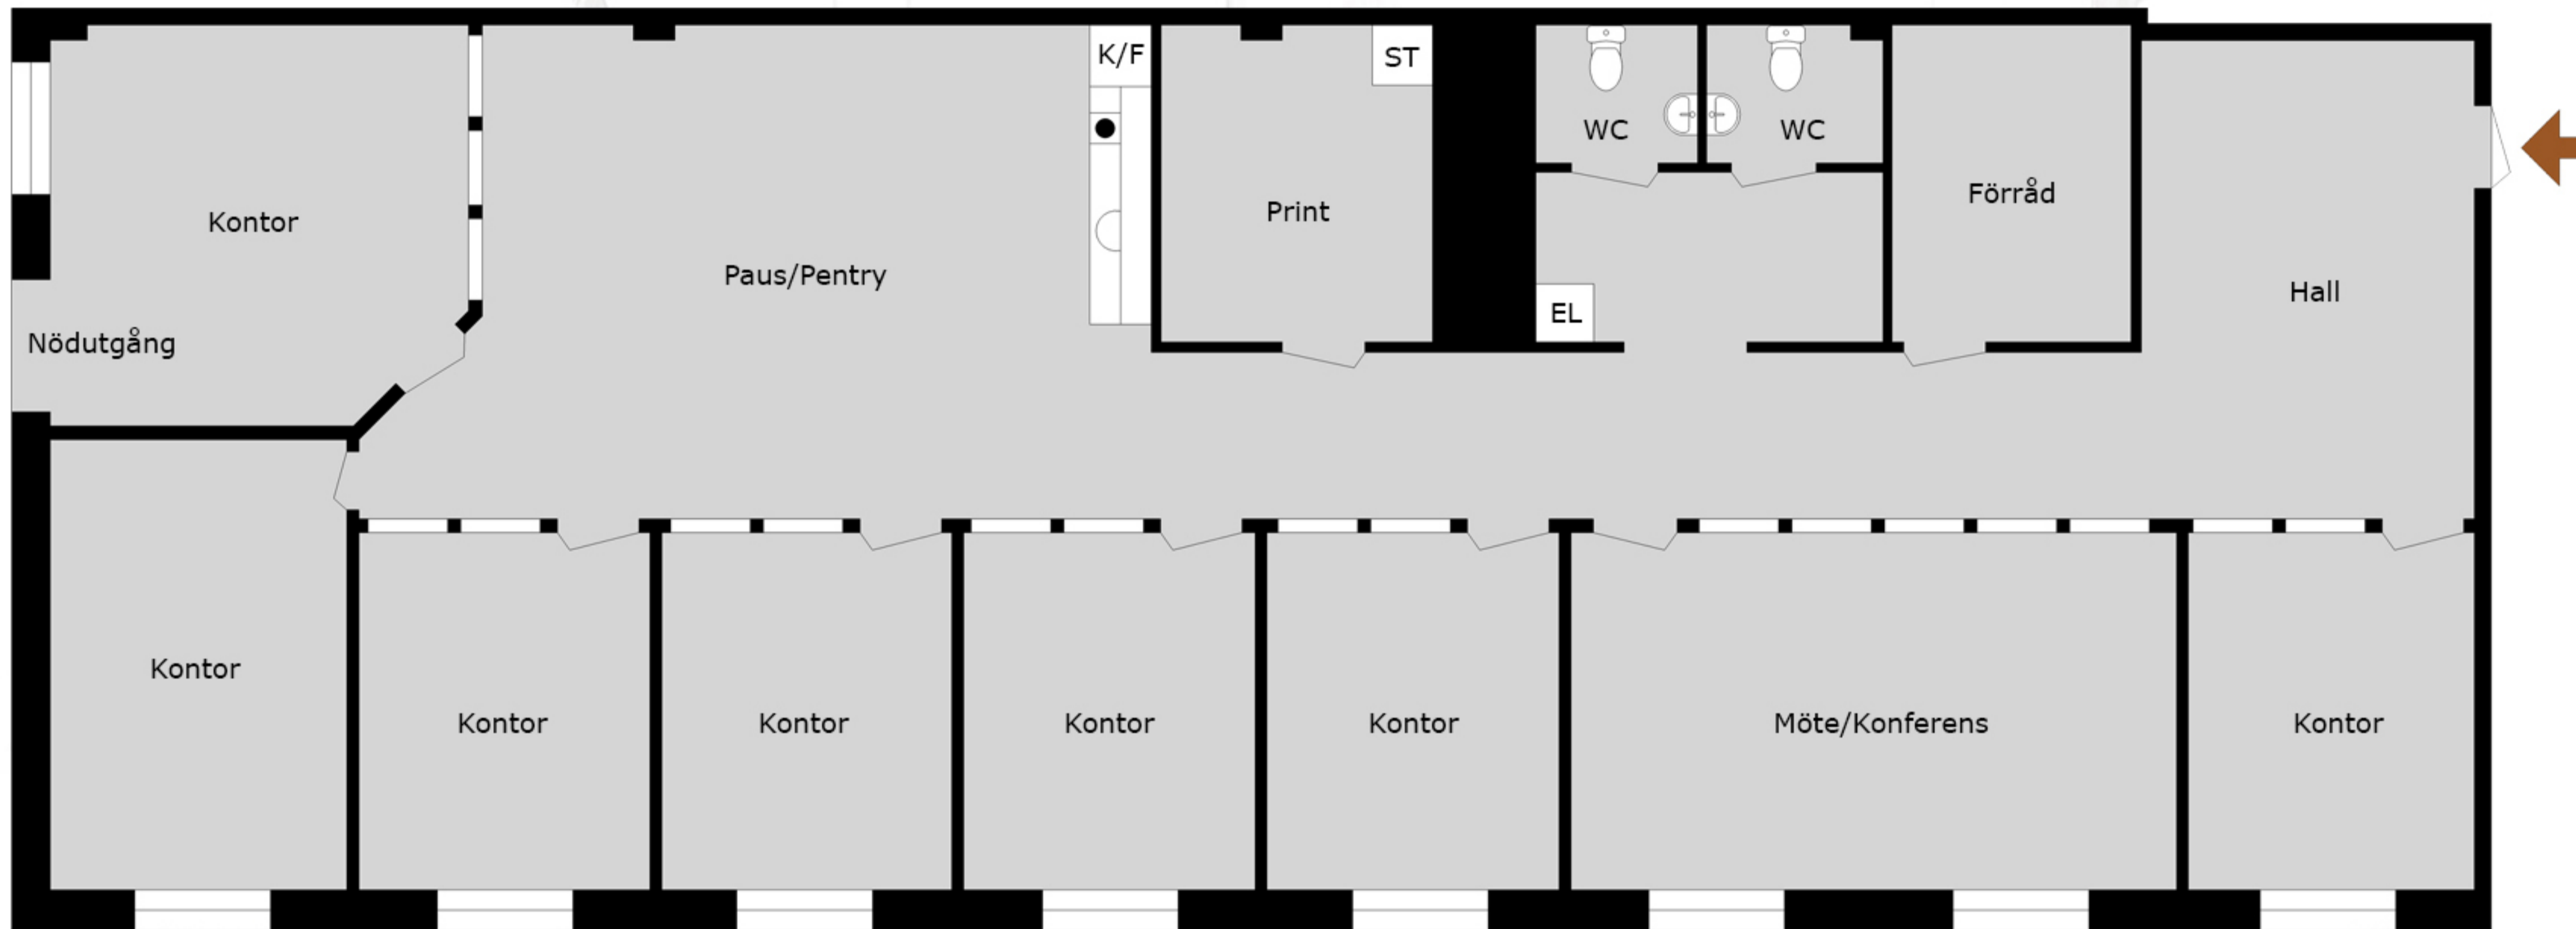 K/F
ST
WC
WC
Förråd
Kontor
Print
Paus/Pentry
Hall
EL
Nödutgång
Kontor
Kontor
Kontor
Kontor
Kontor
Möte/Konferens
Kontor